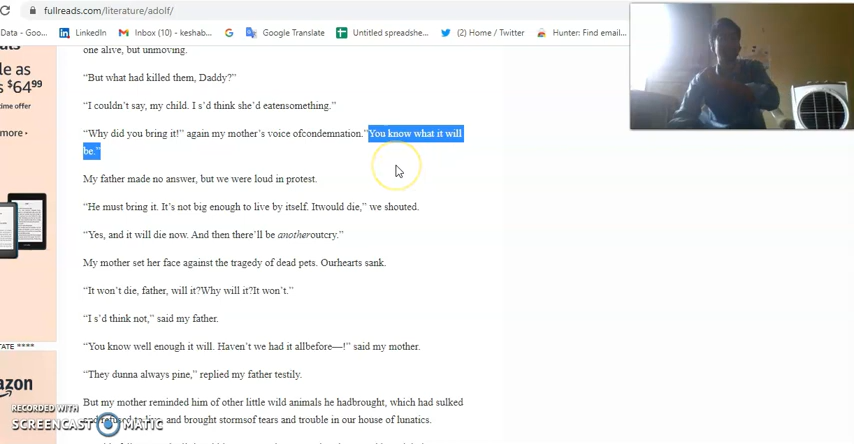 fullreads.com/literature/adolf/
Data - Goo... LinkedIn Inbox (10) - keshab... Google Translate Untitled spreadshe... (2) Home / Twitter Hunter: Find email...
le as
$64.99
ime offer
more
one alive, but unmoving.
“But what had killed them, Daddy?”
“I couldn’t say, my child. I s’d think she’d eatensomething.”
“Why did you bring it!” again my mother’s voice ofcondemnation.“You know what it will
be.”
My father made no answer, but we were loud in protest.
“He must bring it. It’s not big enough to live by itself. Itwould die,” we shouted.
“Yes, and it will die now. And then there’ll be anotheroutcry.”
My mother set her face against the tragedy of dead pets. Ourhearts sank.
“It won’t die, father, will it?Why will it?It won’t.”
“I s’d think not,” said my father.
“You know well enough it will. Haven’t we had it allbefore—!” said my mother.
“They dunna always pine,” replied my father testily.
But my mother reminded him of other little wild animals he hadbrought, which had sulked
and refused to live, and brought stormsof tears and trouble in our house of lunatics.
TATE ****
azon
RECORDED WITH
SCREENCAST MATIC